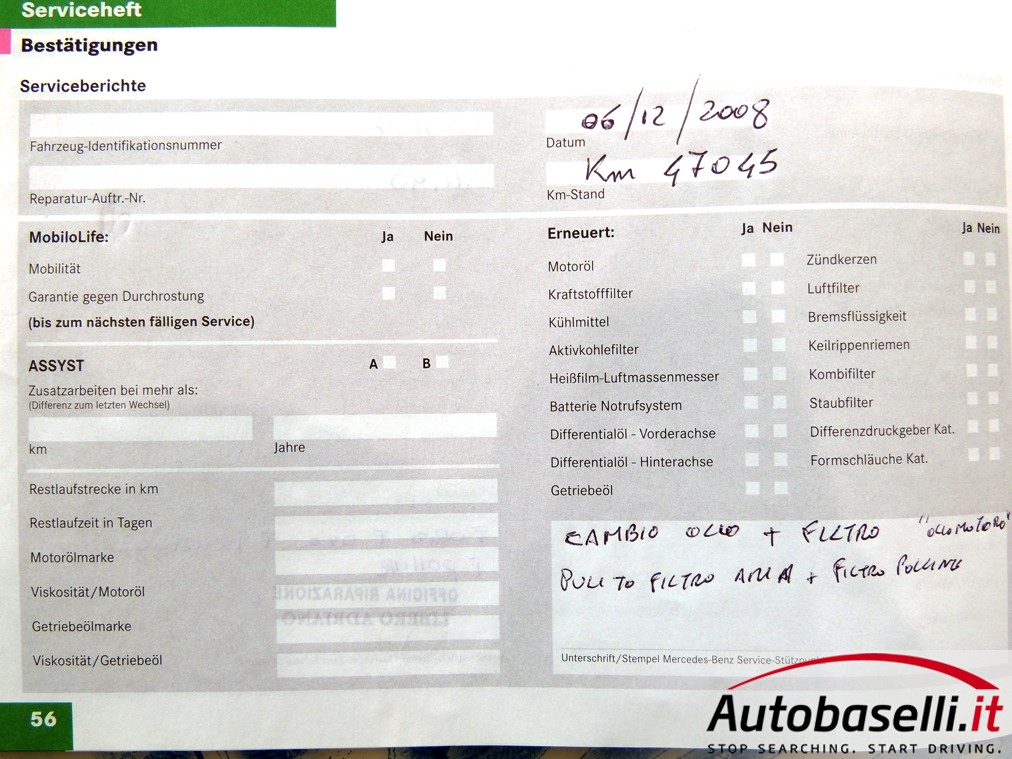 Serviceheft
Bestätigungen
Serviceberichte
Fahrzeug-Identifikationsnummer
Reparatur-Auftr.-Nr.
06/12/2008
Datum
Km 47045
Km-Stand
MobiloLife: Ja Nein
Mobilität
Garantie gegen Durchrostung
(bis zum nächsten fälligen Service)
ASSYST A B
Zusatzarbeiten bei mehr als:
(Differenz zum letzten Wechsel)
km Jahre
Restlaufstrecke in km
Restlaufzeit in Tagen
Motorölmarke
Viskosität/Motoröl
Getriebeölmarke
Viskosität/Getriebeöl
Erneuert: Ja Nein
Motoröl
Kraftstofffilter
Kühlmittel
Aktivkohlefilter
Heißfilm-Luftmassenmesser
Batterie Notrufsystem
Differentialöl - Vorderachse
Differentialöl - Hinterachse
Getriebeöl
Ja Nein
Zündkerzen
Luftfilter
Bremsflüssigkeit
Keilrippenriemen
Kombifilter
Staubfilter
Differenzdruckgeber Kat.
Formschläuche Kat.
CAMBIO OLIO + FILTRO "OLIO MOTORE"
PULITO FILTRO ARIA + FILTRO POLLINE
Unterschrift/Stempel Mercedes-Benz
56
Autobaselli.it
STOP SEARCHING. START DRIVING.